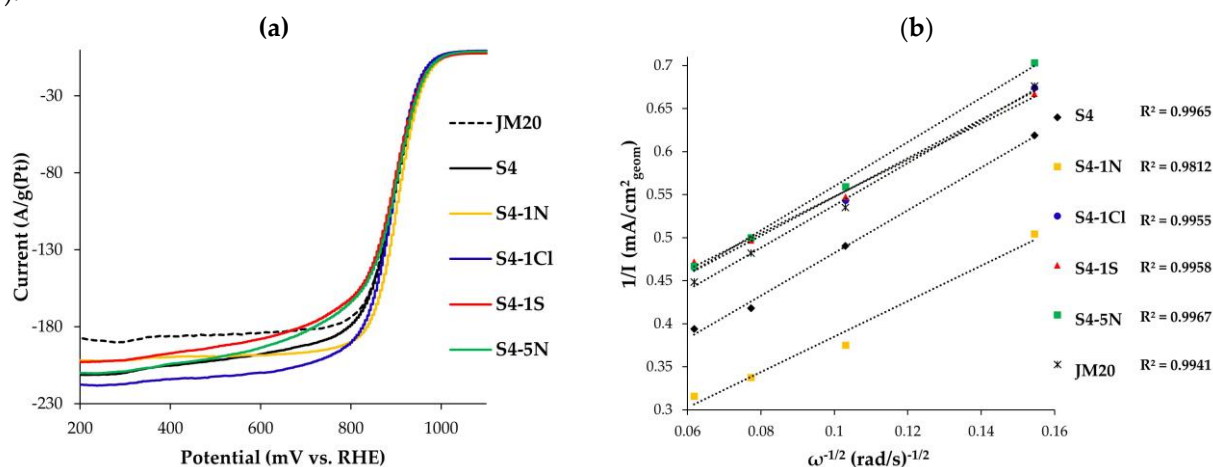 ).
(a)
-30
-80
-130
-180
-230
200 400 600 800 1000
Current (A/g(Pt))
Potential (mV vs. RHE)
JM20
S4
S4-1N
S4-1Cl
S4-1S
S4-5N
(b)
0.7
0.65
0.6
0.55
0.5
0.45
0.4
0.35
0.3
0.06 0.08 0.1 0.12 0.14 0.16
1/I (mA/cm²geom)
ω⁻¹/² (rad/s)⁻¹/²
S4 R² = 0.9965
S4-1N R² = 0.9812
S4-1Cl R² = 0.9955
S4-1S R² = 0.9958
S4-5N R² = 0.9967
JM20 R² = 0.9941